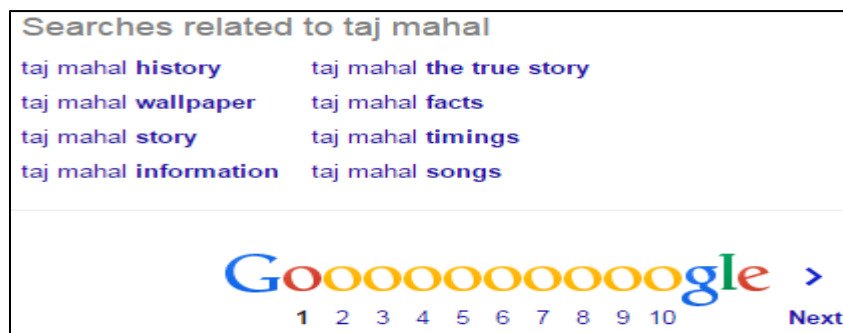 Searches related to taj mahal
taj mahal history taj mahal the true story
taj mahal wallpaper taj mahal facts
taj mahal story taj mahal timings
taj mahal information taj mahal songs
Goooooooooogle >
1 2 3 4 5 6 7 8 9 10 Next